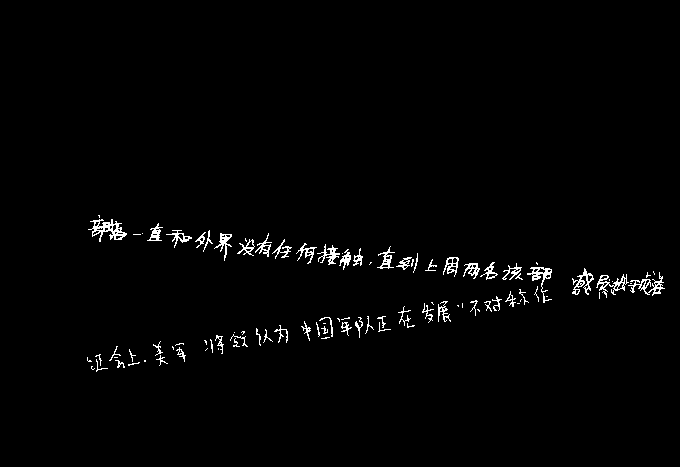 部落一直和外界没有任何接触,直到上周两名该部
证会上,美军将领认为中国军队正在发展“不对称作